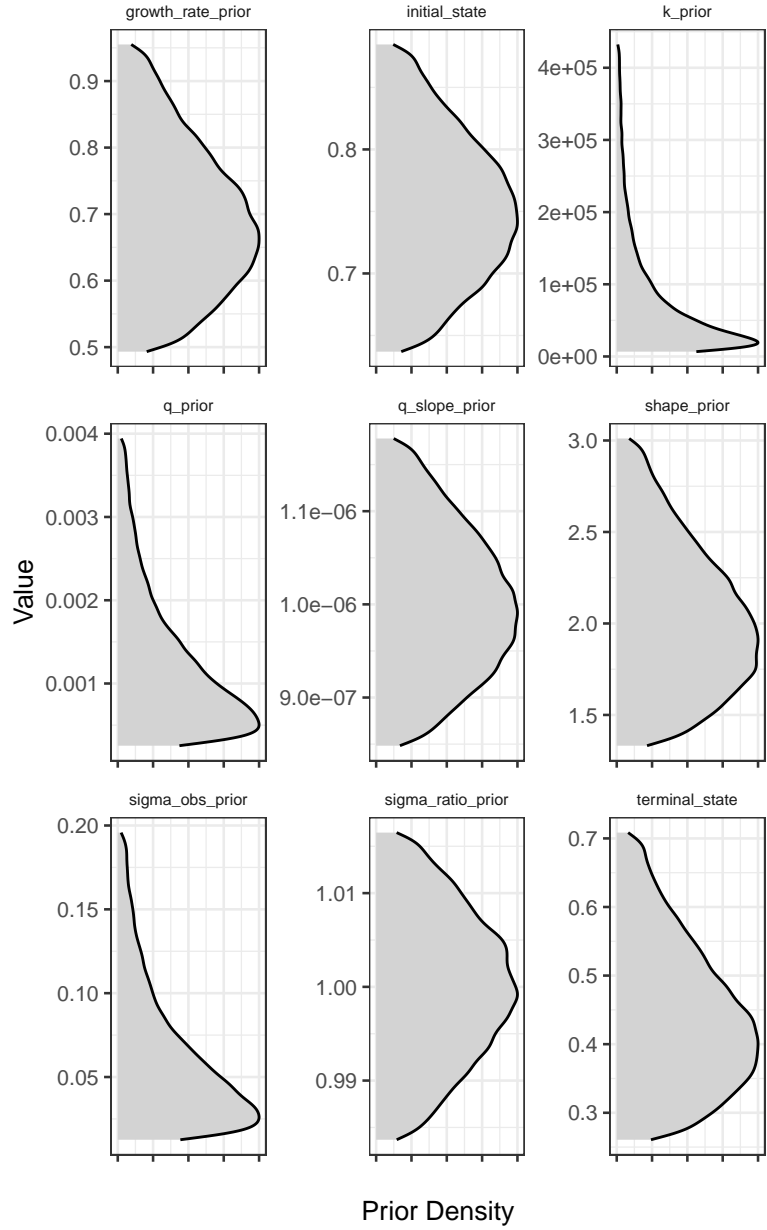 growth_rate_prior
initial_state
k_prior
0.9
0.8
0.7
0.6
0.5
0.8
0.7
4e+05
3e+05
2e+05
1e+05
0e+00
q_prior
q_slope_prior
shape_prior
0.004
0.003
0.002
0.001
1.1e−06
1.0e−06
9.0e−07
3.0
2.5
2.0
1.5
Value
sigma_obs_prior
sigma_ratio_prior
terminal_state
0.20
0.15
0.10
0.05
1.01
1.00
0.99
0.7
0.6
0.5
0.4
0.3
Prior Density